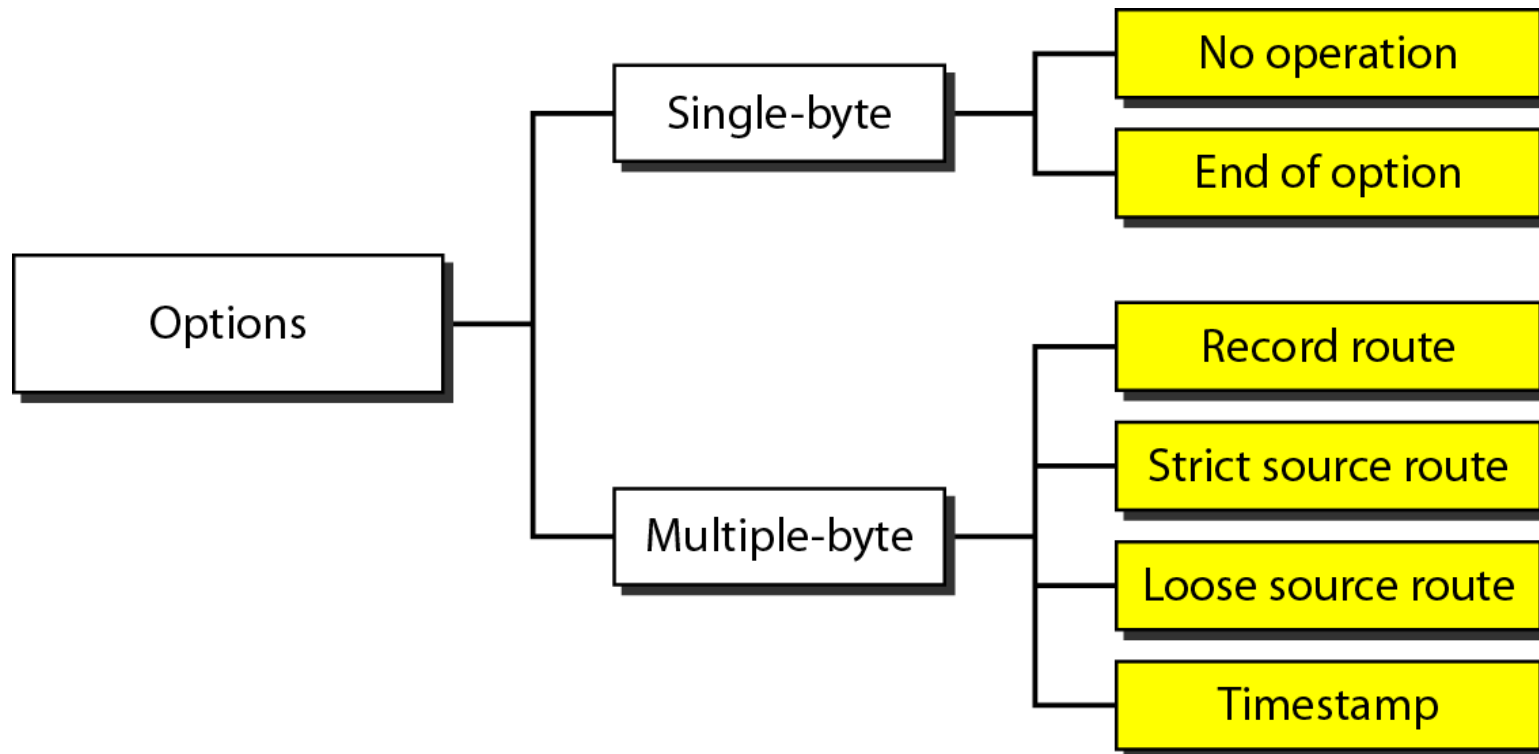 Options
Single-byte
No operation
End of option
Multiple-byte
Record route
Strict source route
Loose source route
Timestamp